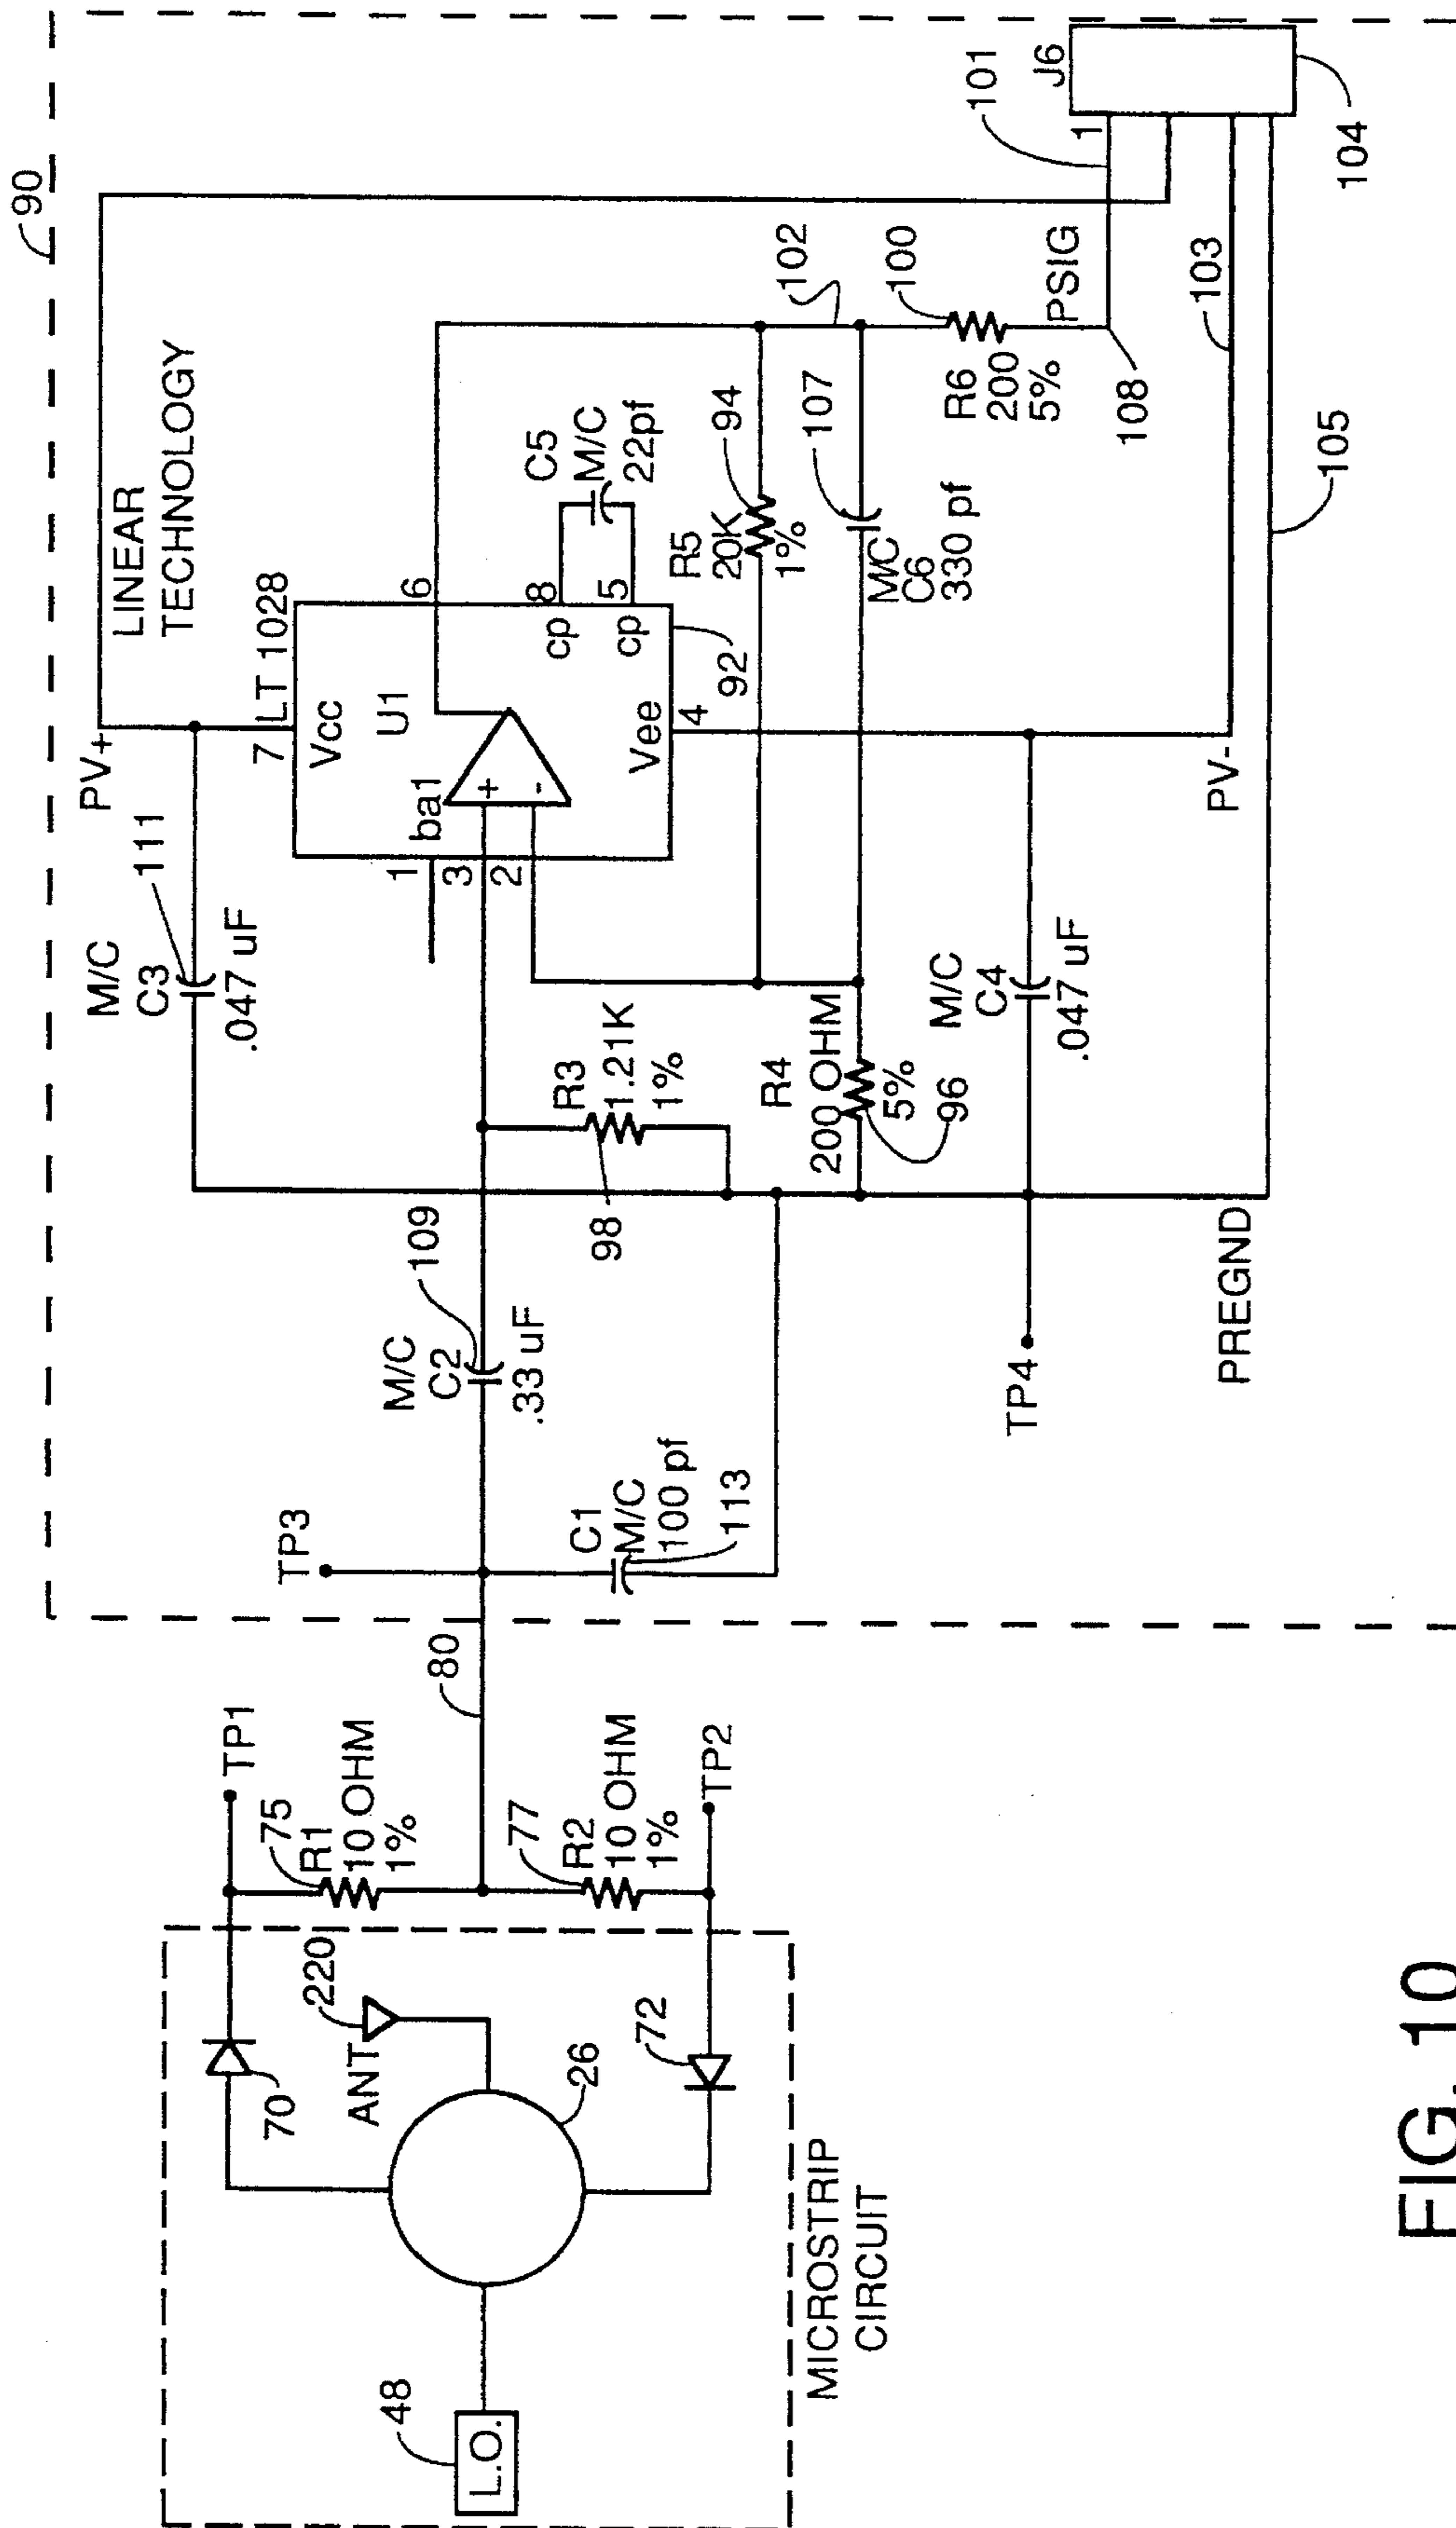 90
PV+
LINEAR
TECHNOLOGY
M/C
C3
.047 uF
111
7
LT 1028
Vcc
U1
6
1
ba1
3
+
2
-
8
cp
5
cp
C5
M/C
22pf
Vee
4
92
TP3
M/C
C2
.33 uF
109
R3
1.21K
1%
98
R5
20K
1%
94
102
100
101
J6
1
R4
200 OHM
5%
96
M/C
C6
330 pf
107
R6
200
5%
PSIG
108
103
104
C1
M/C
100 pf
113
M/C
C4
.047 uF
TP4
PV-
PREGND
105
80
TP1
75
R1
10 OHM
1%
77
R2
10 OHM
1%
TP2
70
220
ANT
26
72
48
L.O.
MICROSTRIP
CIRCUIT
FIG. 10